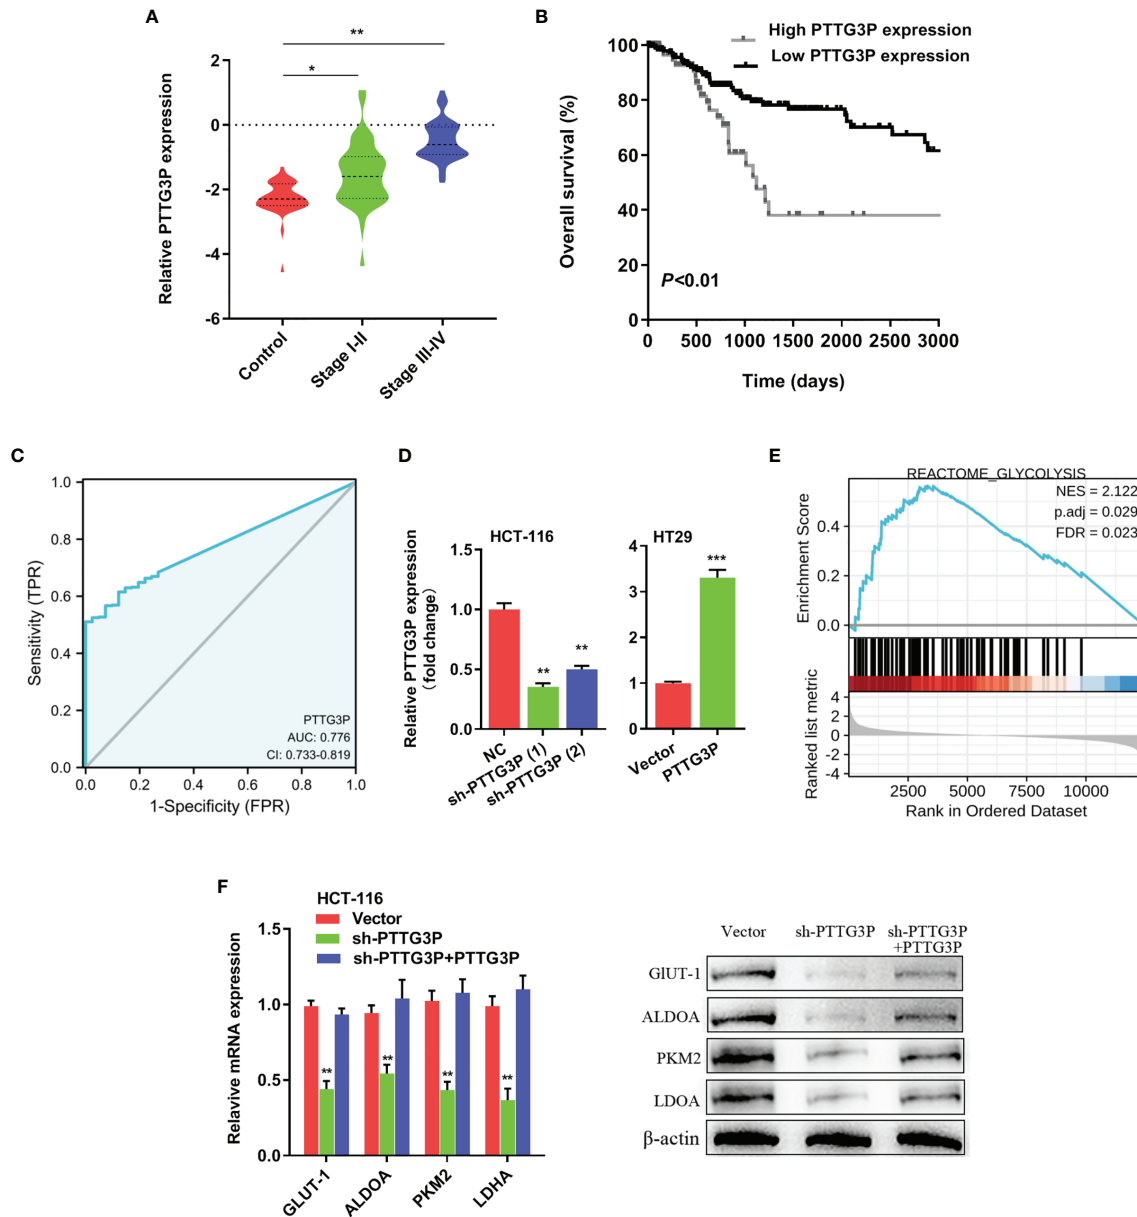 A
**
*
2
0
-2
-4
-6
Relative PTTG3P expression
Control
Stage I-II
Stage III-IV
B
High PTTG3P expression
Low PTTG3P expression
100
80
60
40
20
0
Overall survival (%)
P<0.01
0 500 1000 1500 2000 2500 3000
Time (days)
C
1.0
0.8
0.6
0.4
0.2
0.0
Sensitivity (TPR)
PTTG3P
AUC: 0.776
CI: 0.733-0.819
0.0 0.2 0.4 0.6 0.8 1.0
1-Specificity (FPR)
D
HCT-116
1.5
1.0
0.5
0.0
Relative PTTG3P expression
(fold change)
**
**
NC
sh-PTTG3P (1)
sh-PTTG3P (2)
HT29
4
3
2
1
0
***
Vector
PTTG3P
E
REACTOME_GLYCOLYSIS
NES = 2.122
p.adj = 0.029
FDR = 0.023
0.4
0.2
0.0
Enrichment Score
4
2
0
-2
-4
Ranked list metric
2500 5000 7500 10000
Rank in Ordered Dataset
F
HCT-116
Vector
sh-PTTG3P
sh-PTTG3P+PTTG3P
1.5
1.0
0.5
0.0
Relavive mRNA expression
**
**
**
**
GLUT-1
ALDOA
PKM2
LDHA
Vector sh-PTTG3P sh-PTTG3P
+PTTG3P
GlUT-1
ALDOA
PKM2
LDOA
β-actin